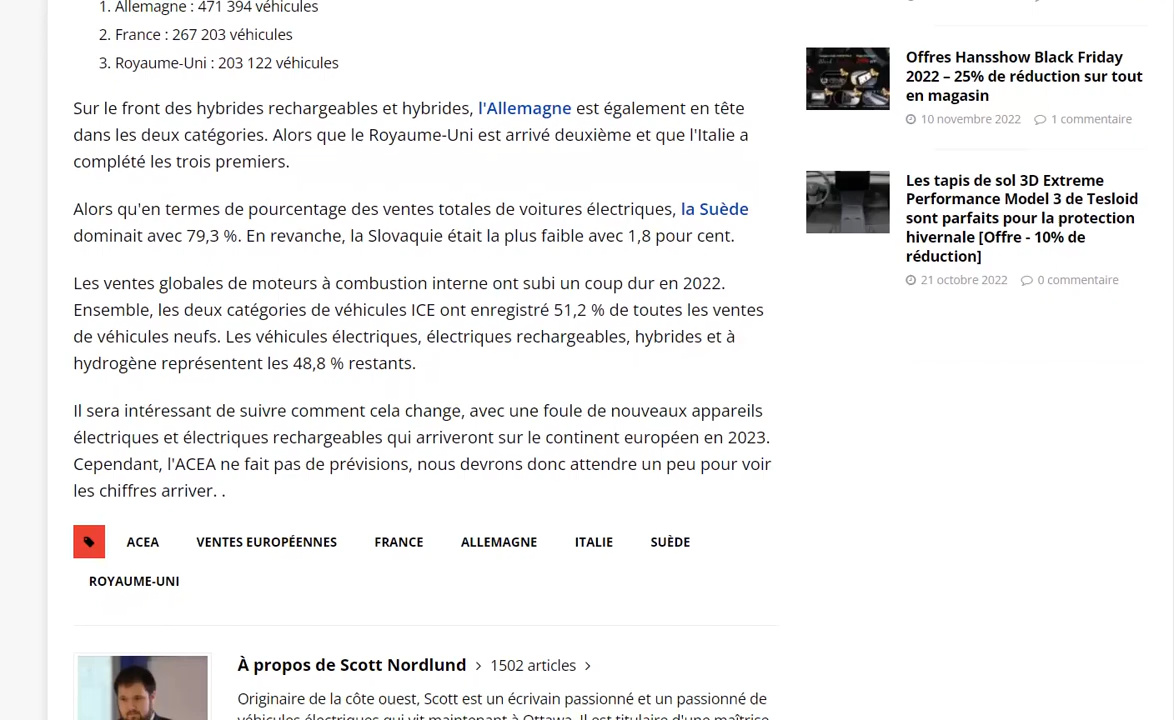 1. Allemagne : 471 394 véhicules
2. France : 267 203 véhicules
3. Royaume-Uni : 203 122 véhicules
Sur le front des hybrides rechargeables et hybrides, l'Allemagne est également en tête
dans les deux catégories. Alors que le Royaume-Uni est arrivé deuxième et que l'Italie a
complété les trois premiers.
Alors qu'en termes de pourcentage des ventes totales de voitures électriques, la Suède
dominait avec 79,3 %. En revanche, la Slovaquie était la plus faible avec 1,8 pour cent.
Les ventes globales de moteurs à combustion interne ont subi un coup dur en 2022.
Ensemble, les deux catégories de véhicules ICE ont enregistré 51,2 % de toutes les ventes
de véhicules neufs. Les véhicules électriques, électriques rechargeables, hybrides et à
hydrogène représentent les 48,8 % restants.
Il sera intéressant de suivre comment cela change, avec une foule de nouveaux appareils
électriques et électriques rechargeables qui arriveront sur le continent européen en 2023.
Cependant, l'ACEA ne fait pas de prévisions, nous devrons donc attendre un peu pour voir
les chiffres arriver. .
ACEA VENTES EUROPÉENNES FRANCE ALLEMAGNE ITALIE SUÈDE
ROYAUME-UNI
À propos de Scott Nordlund > 1502 articles >
Originaire de la côte ouest, Scott est un écrivain passionné et un passionné de
véhicules électriques qui vit maintenant à Ottawa. Il est titulaire d'une maîtrise
Offres Hansshow Black Friday
2022 – 25% de réduction sur tout
en magasin
10 novembre 2022 1 commentaire
Les tapis de sol 3D Extreme
Performance Model 3 de Tesloid
sont parfaits pour la protection
hivernale [Offre - 10% de
réduction]
21 octobre 2022 0 commentaire